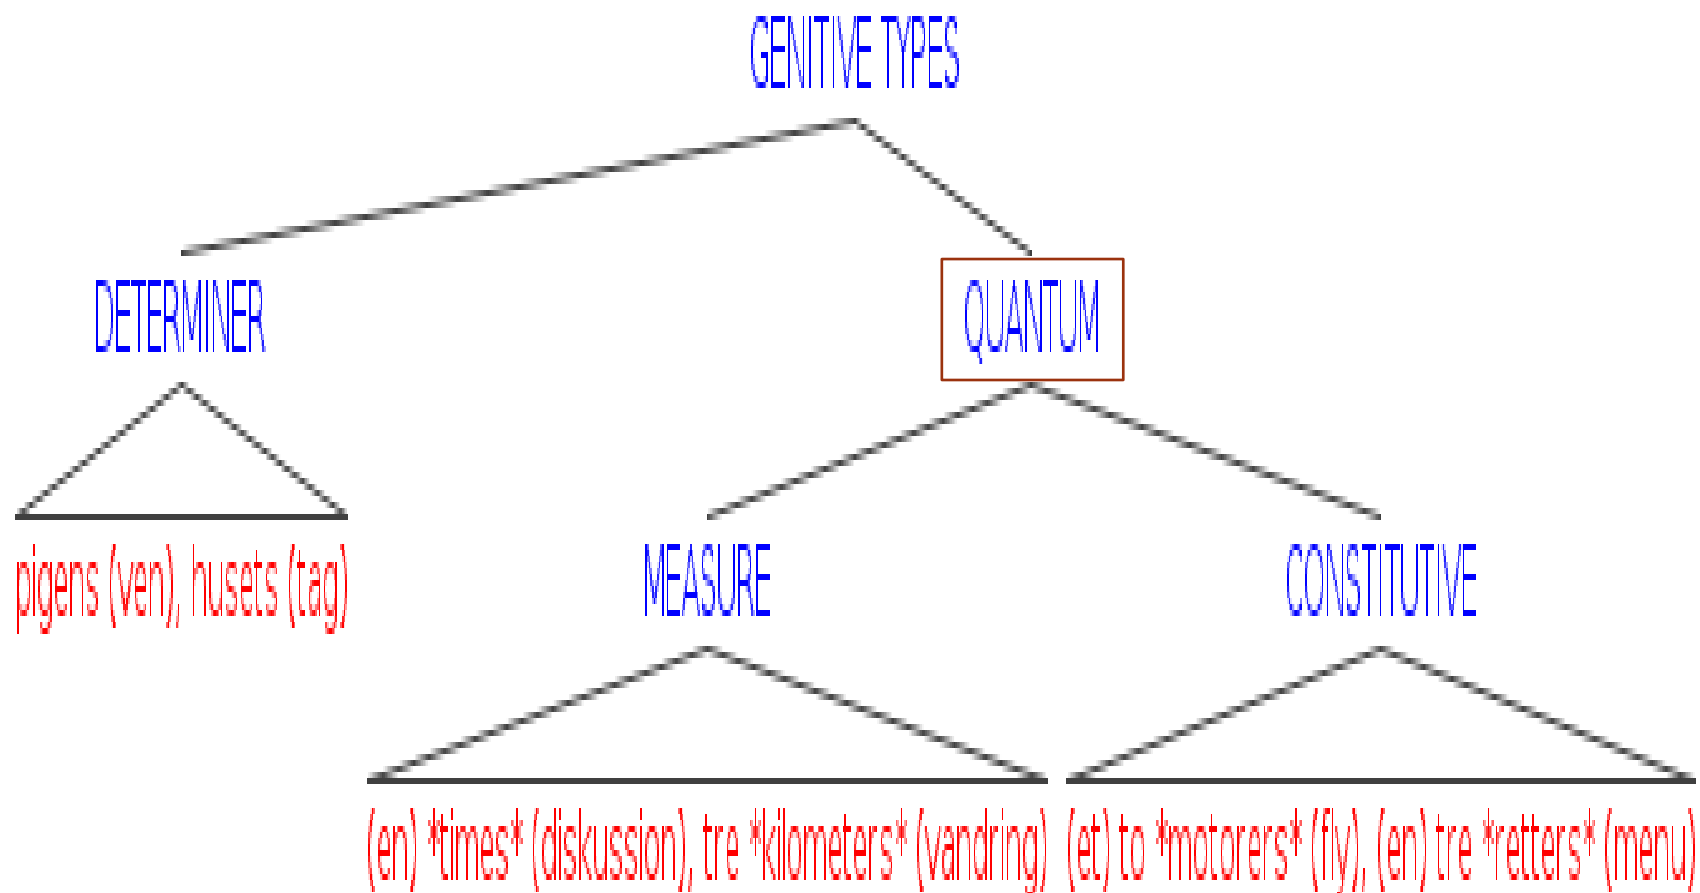 GENITIVE TYPES
DETERMINER
QUANTUM
pigens (ven), husets (tag)
MEASURE
CONSTITUTIVE
(en) *times* (diskussion), tre *kilometers* (vandring)
(et) to *motorers* (fly), (en) tre *retters* (menu)